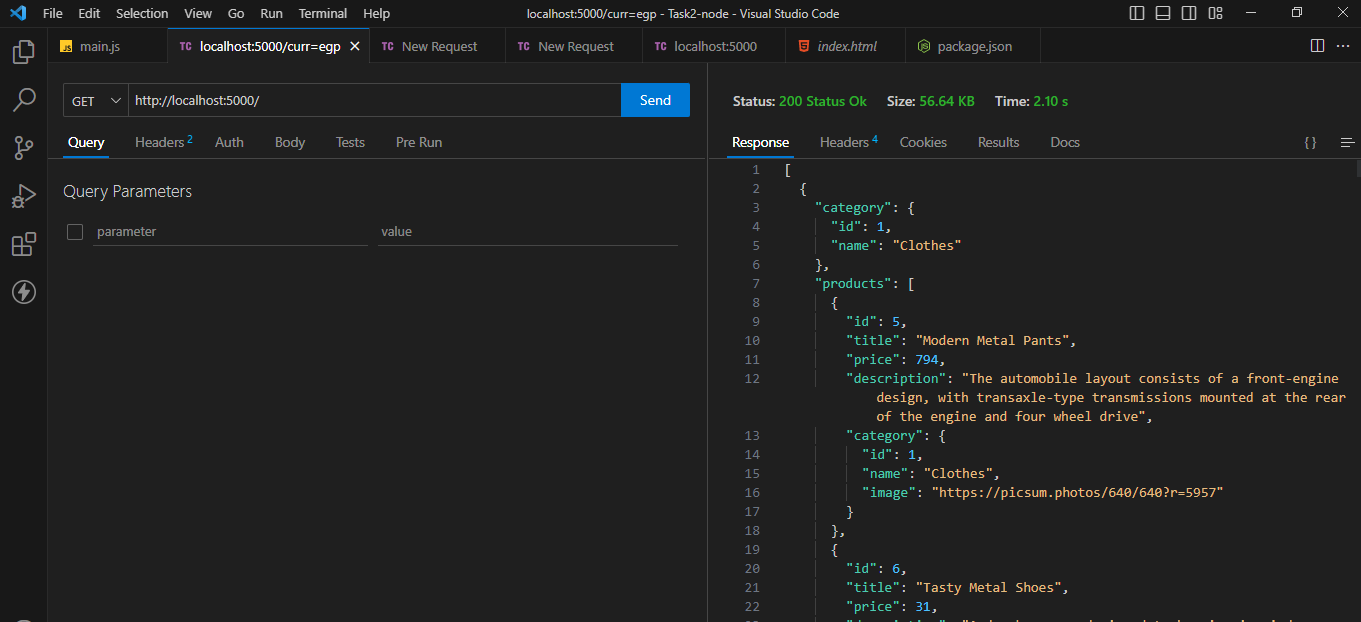 File Edit Selection View Go Run Terminal Help localhost:5000/curr=egp - Task2-node - Visual Studio Code
JS main.js TC localhost:5000/curr=egp TC New Request TC New Request TC localhost:5000 index.html package.json
GET http://localhost:5000/ Send
Query Headers 2 Auth Body Tests Pre Run
Query Parameters
parameter value
Status: 200 Status Ok Size: 56.64 KB Time: 2.10 s
Response Headers 4 Cookies Results Docs {}
1 [
2 {
3 "category": {
4 "id": 1,
5 "name": "Clothes"
6 },
7 "products": [
8 {
9 "id": 5,
10 "title": "Modern Metal Pants",
11 "price": 794,
12 "description": "The automobile layout consists of a front-engine
design, with transaxle-type transmissions mounted at the rear
of the engine and four wheel drive",
13 "category": {
14 "id": 1,
15 "name": "Clothes",
16 "image": "https://picsum.photos/640/640?r=5957"
17 }
18 },
19 {
20 "id": 6,
21 "title": "Tasty Metal Shoes",
22 "price": 31,